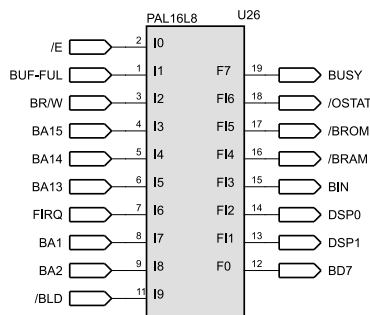 PAL16L8 U26
/E 2 I0
BUF-FUL 1 I1 F7 19 BUSY
BR/W 3 I2 FI6 18 /OSTAT
BA15 4 I3 FI5 17 /BROM
BA14 5 I4 FI4 16 /BRAM
BA13 6 I5 FI3 15 BIN
FIRQ 7 I6 FI2 14 DSP0
BA1 8 I7 FI1 13 DSP1
BA2 9 I8 F0 12 BD7
/BLD 11 I9